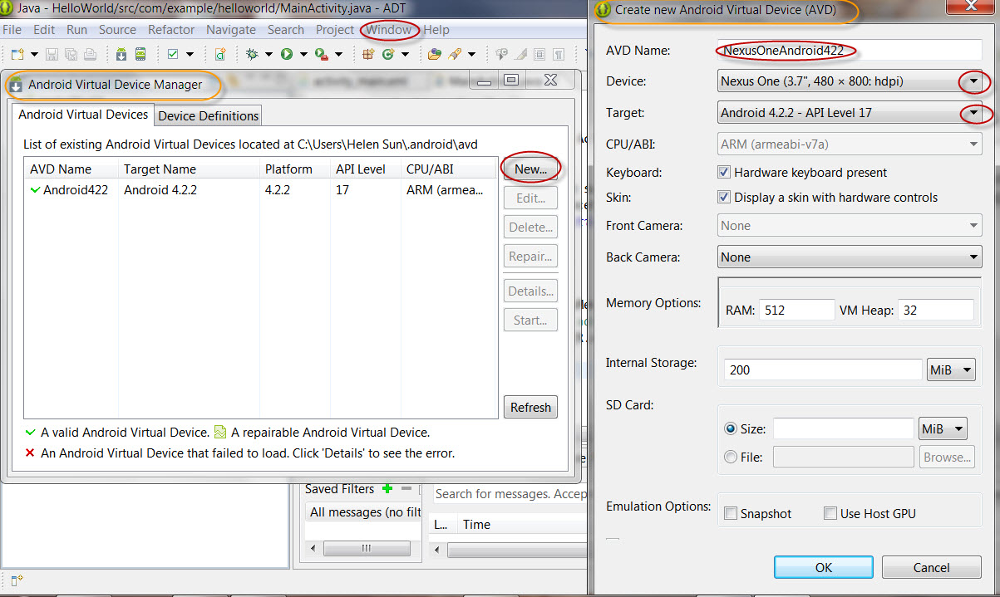 Java - HelloWorld/src/com/example/helloworld/MainActivity.java - ADT
File Edit Run Source Refactor Navigate Search Project Window Help
Android Virtual Device Manager
Android Virtual Devices Device Definitions
List of existing Android Virtual Devices located at C:\Users\Helen Sun\.android\avd
AVD Name Target Name Platform API Level CPU/ABI
Android422 Android 4.2.2 4.2.2 17 ARM (armea...
New...
Edit...
Delete...
Repair...
Details...
Start...
Refresh
A valid Android Virtual Device. A repairable Android Virtual Device.
An Android Virtual Device that failed to load. Click 'Details' to see the error.
Saved Filters
All messages (no filt
Search for messages. Accep
L... Time
Create new Android Virtual Device (AVD)
AVD Name: NexusOneAndroid422
Device: Nexus One (3.7", 480 × 800: hdpi)
Target: Android 4.2.2 - API Level 17
CPU/ABI: ARM (armeabi-v7a)
Keyboard: Hardware keyboard present
Skin: Display a skin with hardware controls
Front Camera: None
Back Camera: None
Memory Options: RAM: 512 VM Heap: 32
Internal Storage: 200 MiB
SD Card:
Size: MiB
File: Browse...
Emulation Options: Snapshot Use Host GPU
OK Cancel